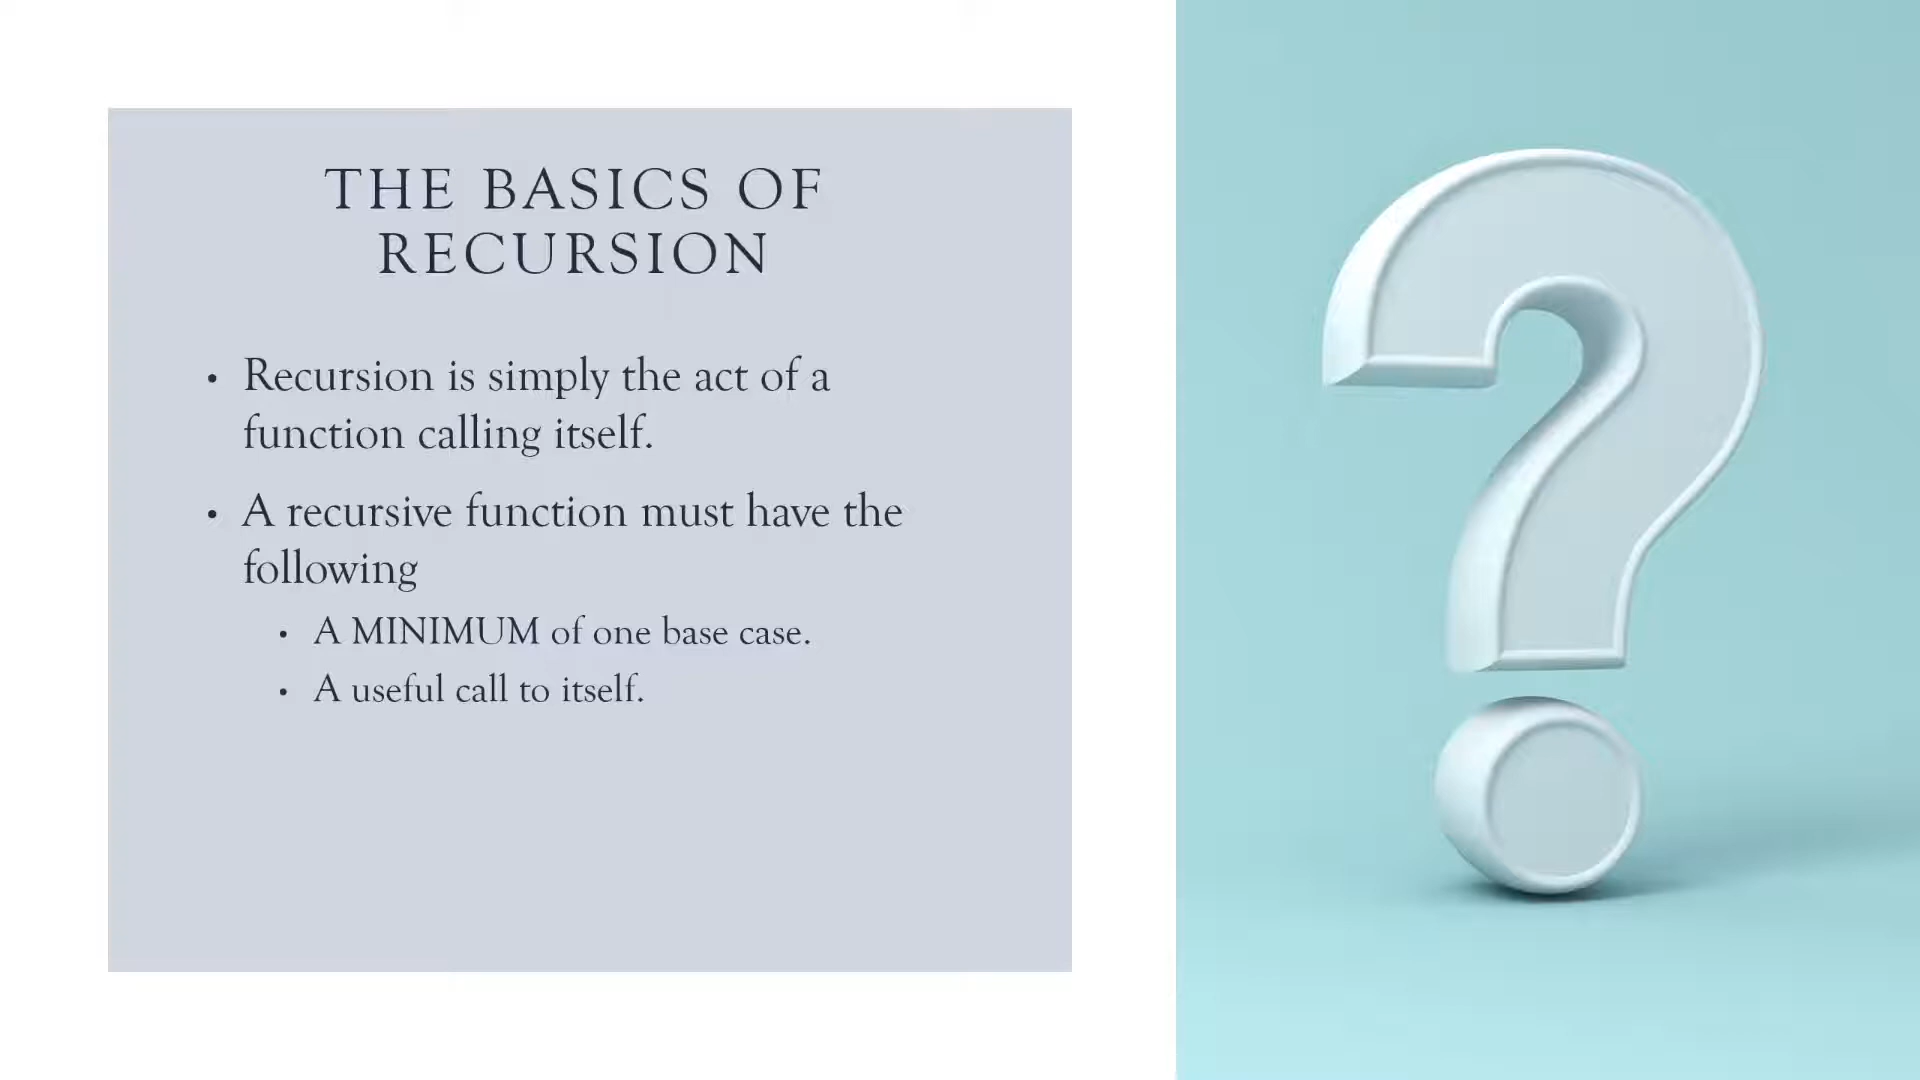 THE BASICS OF
RECURSION
• Recursion is simply the act of a
function calling itself.
• A recursive function must have the
following
• A MINIMUM of one base case.
• A useful call to itself.